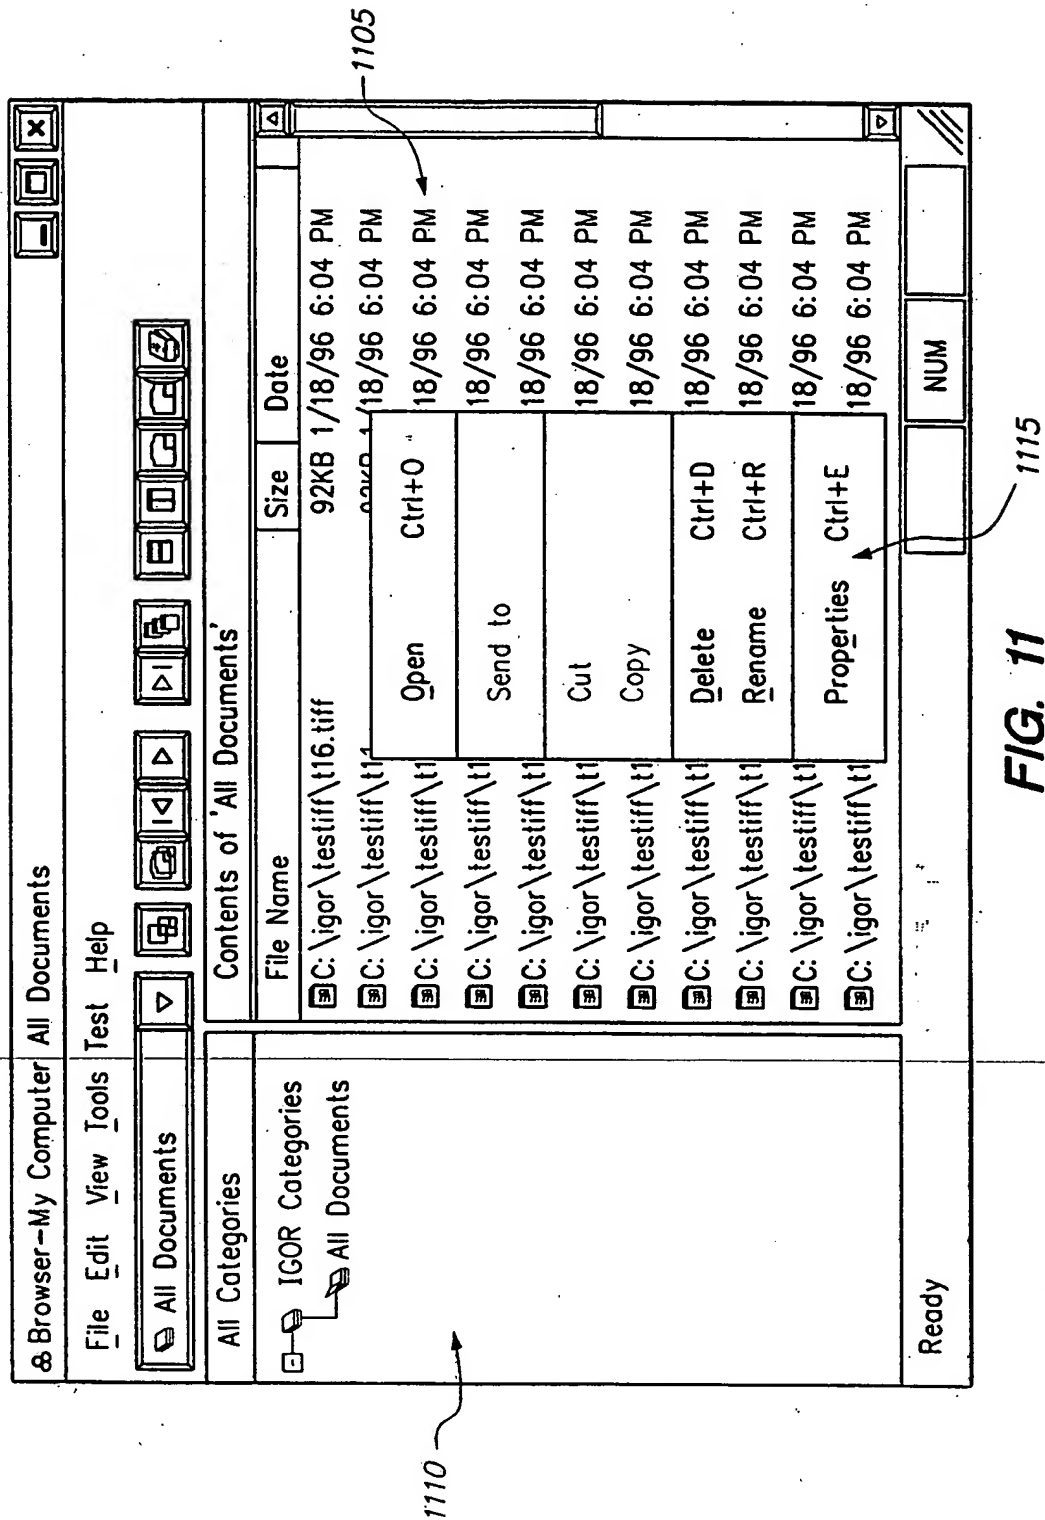 Browser-My Computer All Documents
File Edit View Tools Test Help
All Documents
All Categories
Contents of 'All Documents'
IGOR Categories
All Documents
File Name Size Date
C:\igor\testiff\t16.tiff 92KB 1/18/96 6:04 PM
C:\igor\testiff\t1 92KB 1/18/96 6:04 PM
C:\igor\testiff\t1 18/96 6:04 PM
C:\igor\testiff\t1 18/96 6:04 PM
C:\igor\testiff\t1 18/96 6:04 PM
C:\igor\testiff\t1 18/96 6:04 PM
C:\igor\testiff\t1 18/96 6:04 PM
C:\igor\testiff\t1 18/96 6:04 PM
C:\igor\testiff\t1 18/96 6:04 PM
C:\igor\testiff\t1 18/96 6:04 PM
C:\igor\testiff\t1 18/96 6:04 PM
Open Ctrl+O
Send to
Cut
Copy
Delete Ctrl+D
Rename Ctrl+R
Properties Ctrl+E
Ready
NUM
1105
1110
1115
FIG. 11